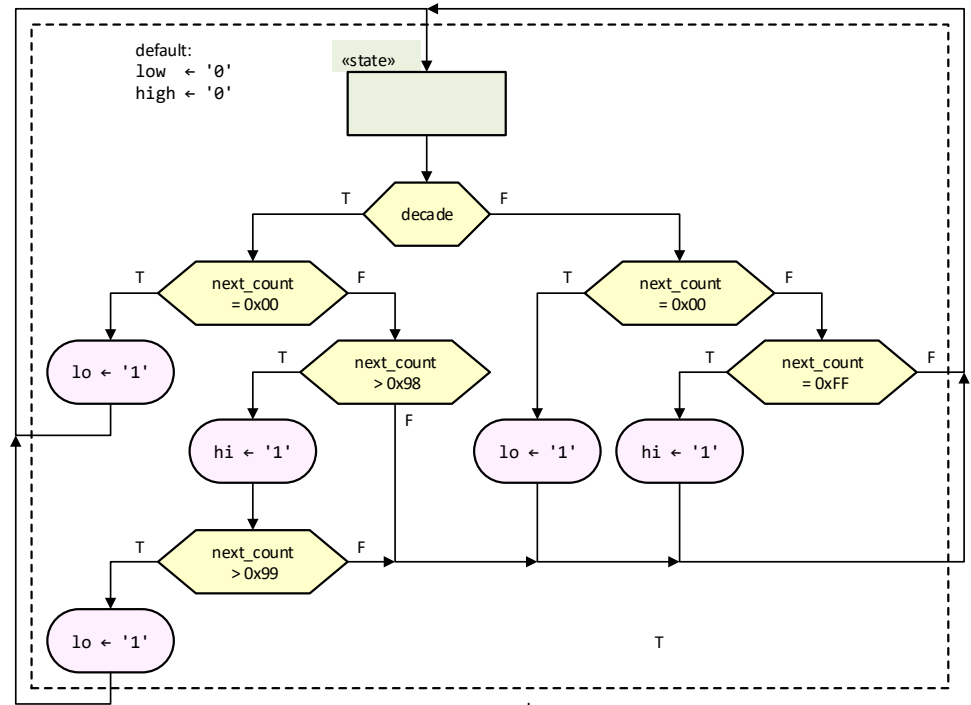 default:
low ← '0'
high ← '0'
«state»
decade
T
F
next_count
= 0x00
T
F
next_count
= 0x00
T
F
lo ← '1'
next_count
> 0x98
T
F
next_count
= 0xFF
T
F
hi ← '1'
lo ← '1'
hi ← '1'
next_count
> 0x99
T
F
lo ← '1'
T